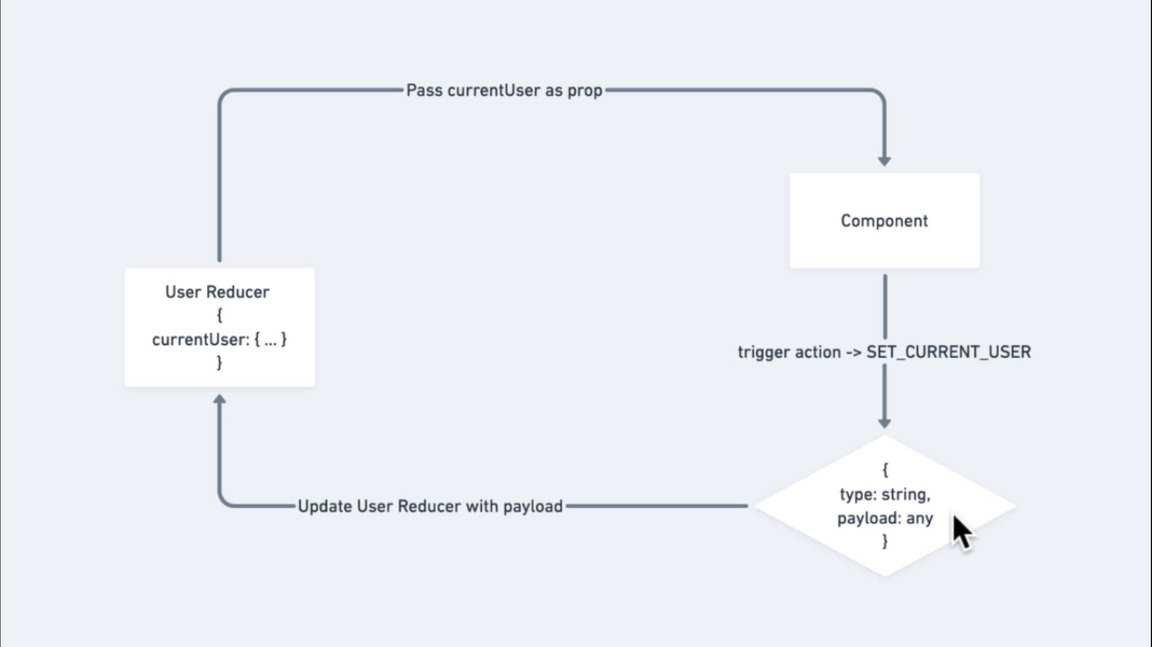 Pass currentUser as prop
Component
User Reducer
{
currentUser: { ... }
}
trigger action -> SET_CURRENT_USER
{
type: string,
payload: any
}
Update User Reducer with payload